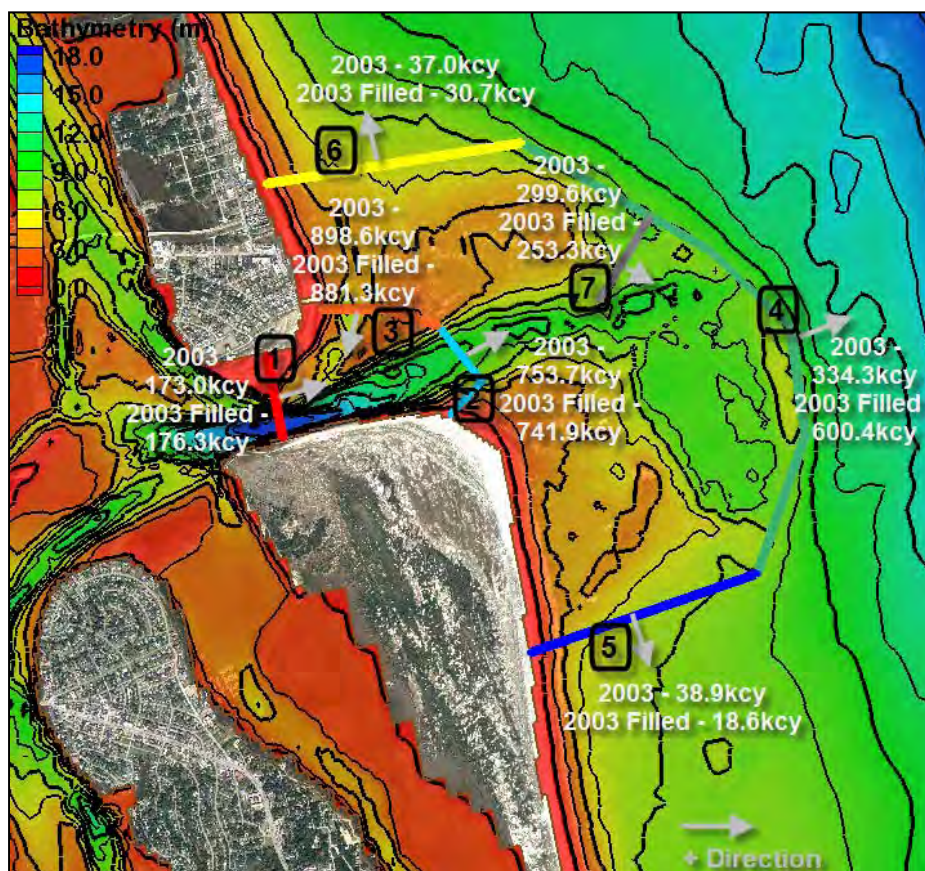 Bathymetry (m)
18.0
15.0
12.0
9.0
6.0
3.0
0.0
2003 - 37.0kcy
2003 Filled - 30.7kcy
6
2003 -
299.6kcy
2003 Filled -
253.3kcy
7
2003 -
898.6kcy
2003 Filled -
881.3kcy
3
4
1
2003 -
173.0kcy
2003 Filled -
176.3kcy
2
2003 -
753.7kcy
2003 Filled -
741.9kcy
2003 -
334.3kcy
2003 Filled
600.4kcy
5
2003 - 38.9kcy
2003 Filled - 18.6kcy
+ Direction